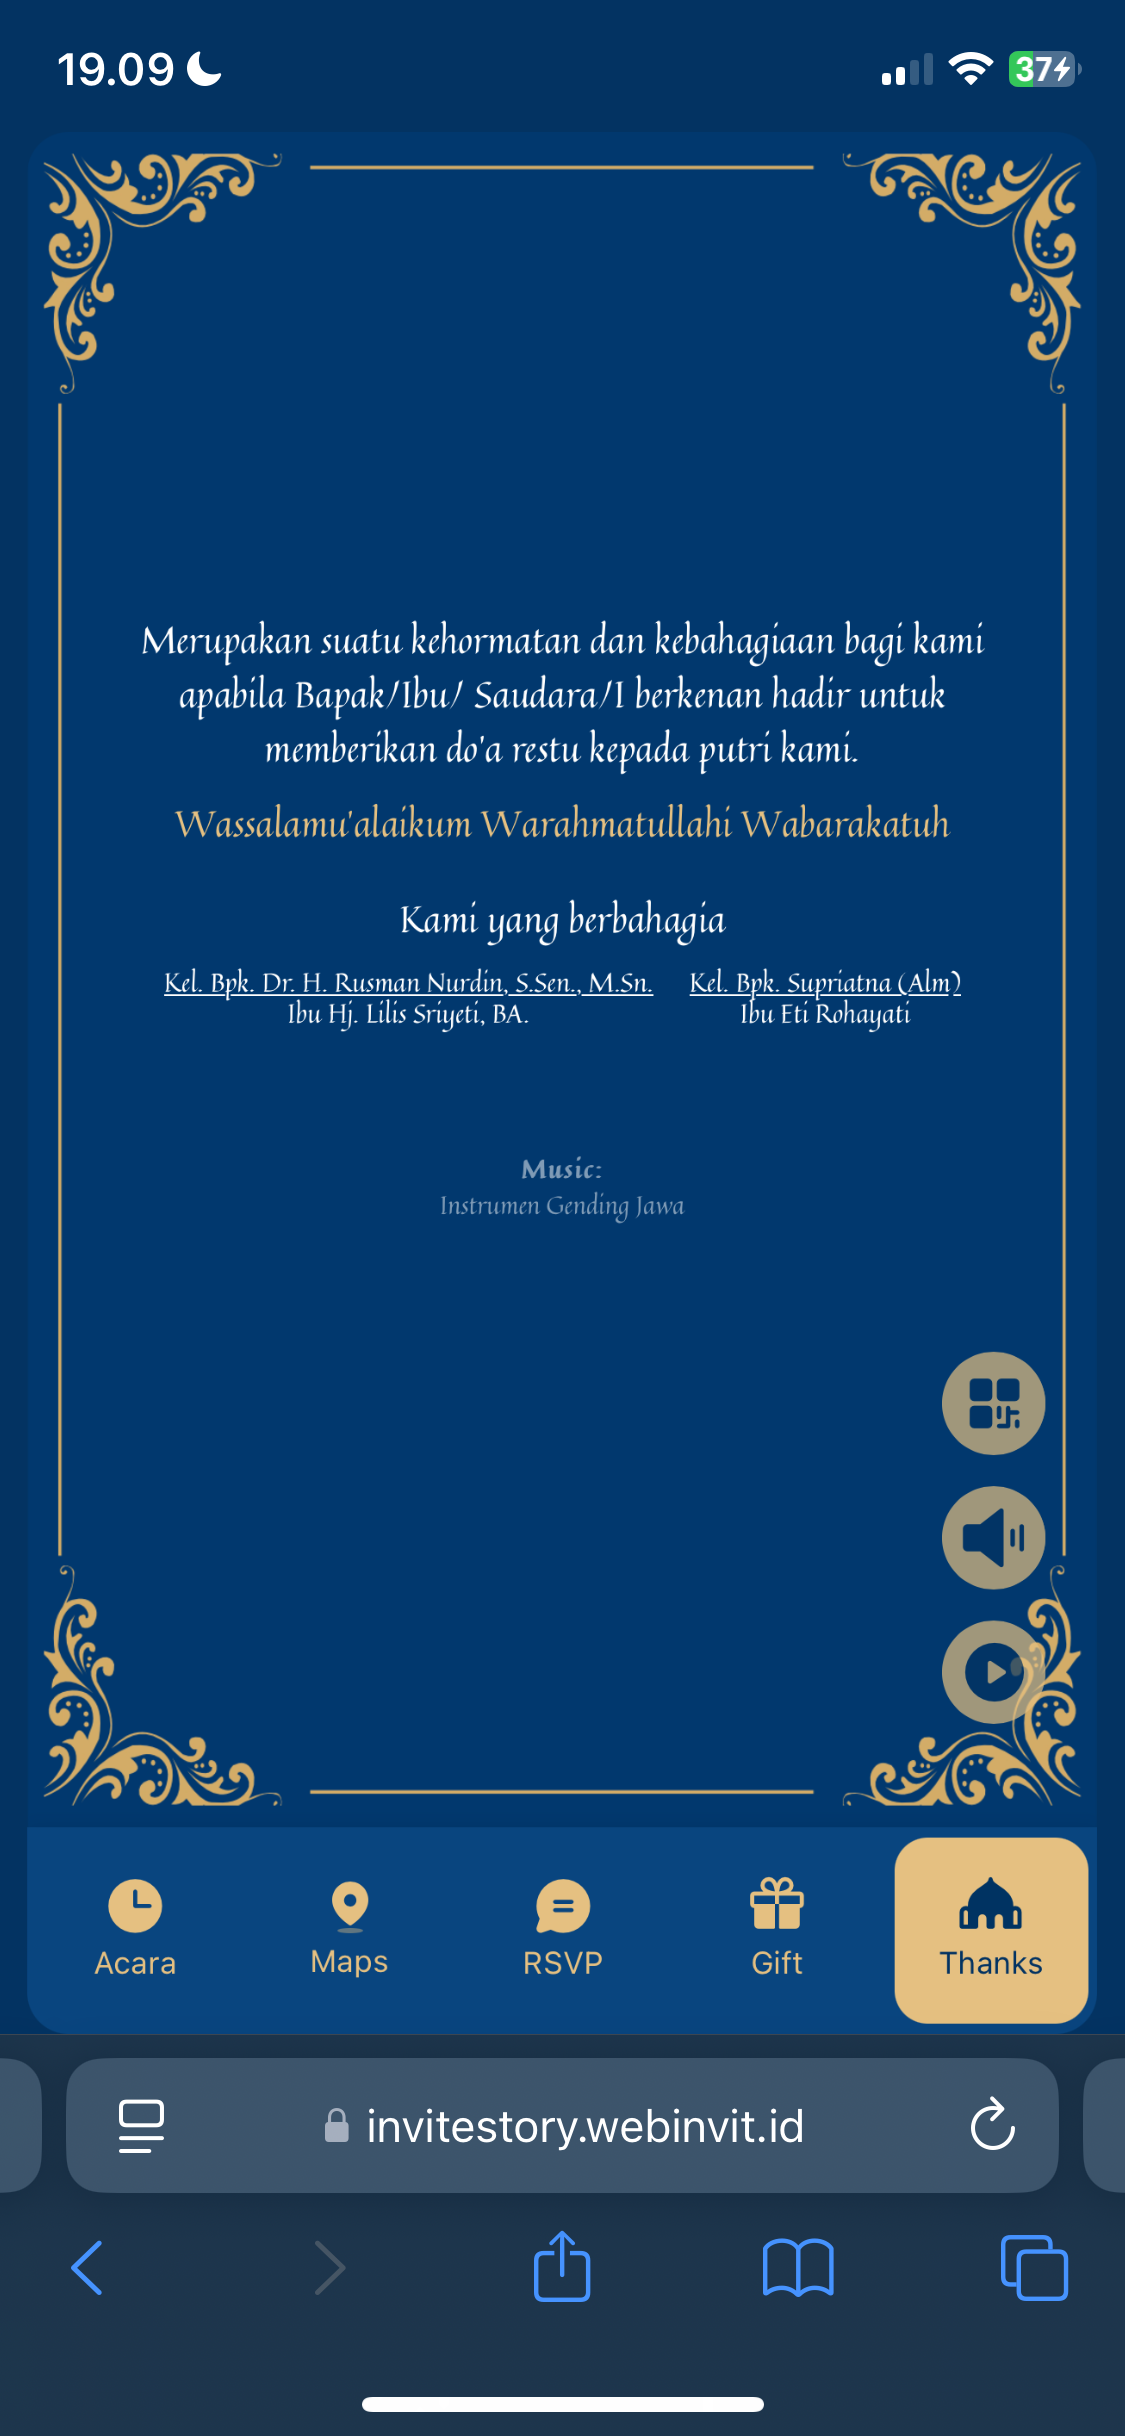 19.09
37
Merupakan suatu kehormatan dan kebahagiaan bagi kami
apabila Bapak/Ibu/ Saudara/I berkenan hadir untuk
memberikan do'a restu kepada putri kami.
Wassalamu'alaikum Warahmatullahi Wabarakatuh
Kami yang berbahagia
Kel. Bpk. Dr. H. Rusman Nurdin, S.Sen., M.Sn.
Ibu Hj. Lilis Sriyeti, BA.
Kel. Bpk. Supriatna (Alm)
Ibu Eti Rohayati
Music:
Instrumen Gending Jawa
Acara
Maps
RSVP
Gift
Thanks
invitestory.webinvit.id